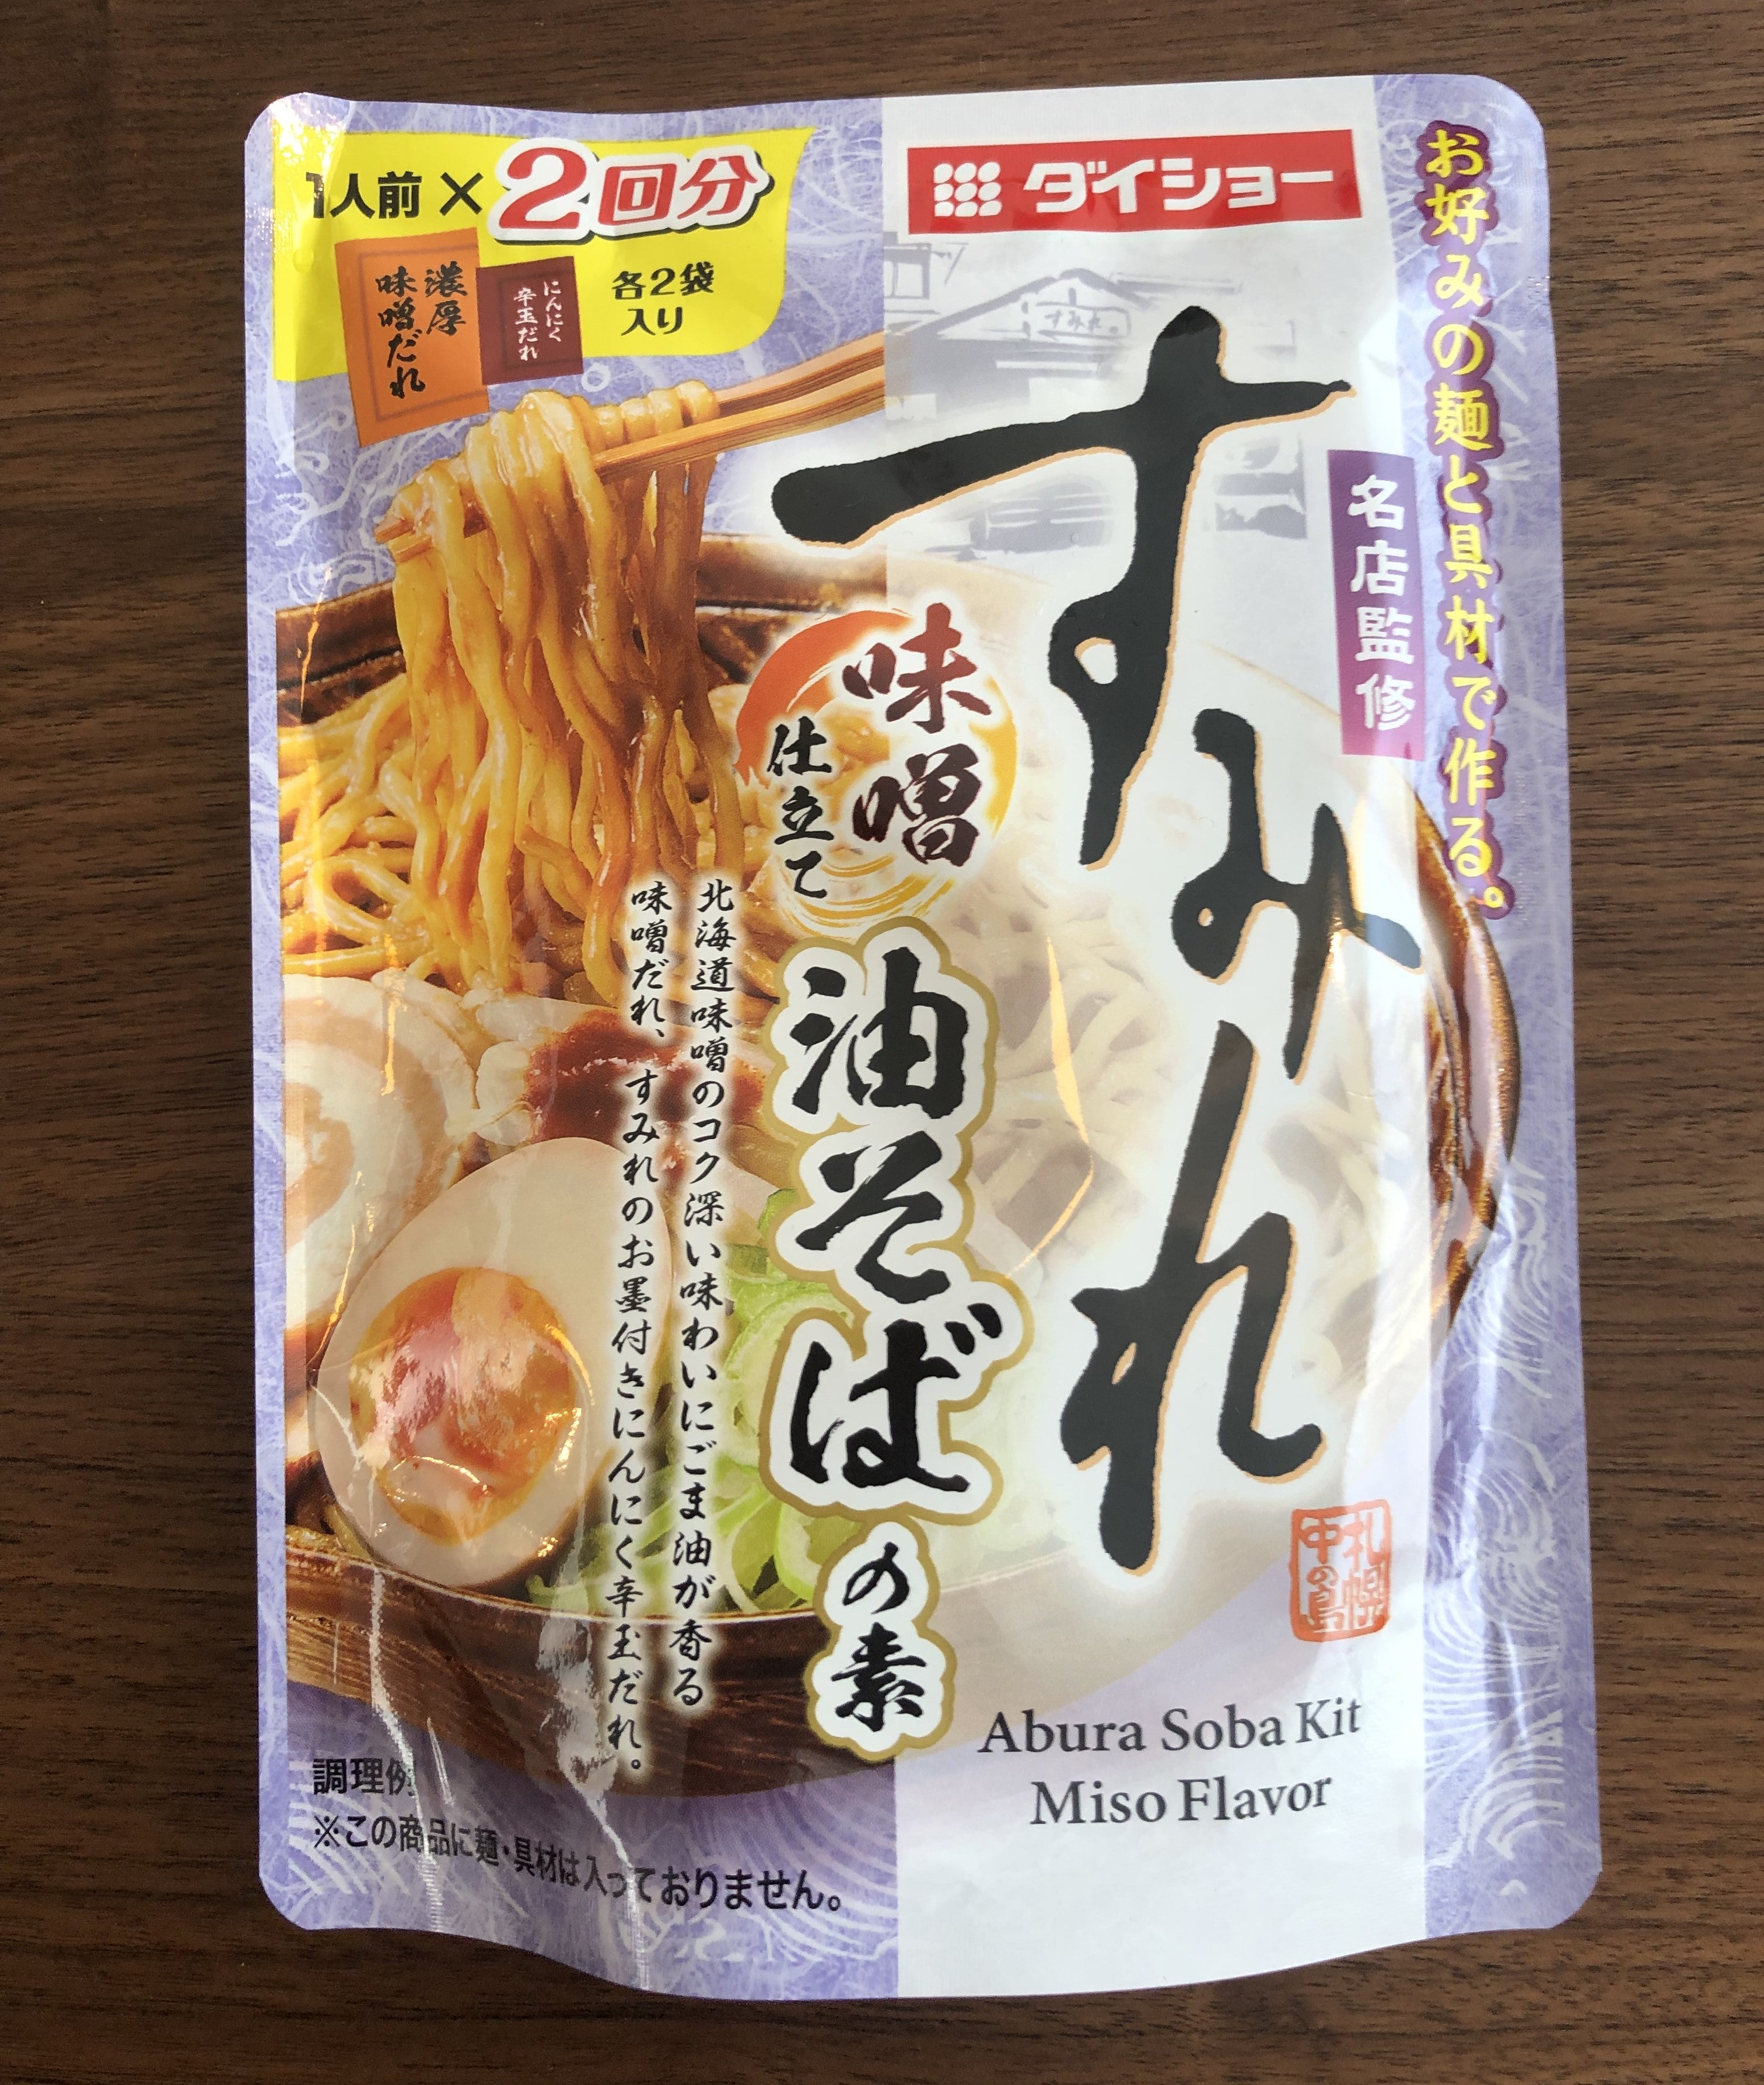 1人前×2回分
濃厚
味噌だれ
にんにく
辛玉だれ
各2袋
入り
ダイショー
お好みの麺と具材で作る。
名店監修
すみれ。
すみれ
味噌
仕立て
油そば
の素
北海道味噌のコク深い味わいにごま油が香る
味噌だれ、すみれのお墨付きにんにく辛玉だれ。
札幌
中の島
Abura Soba Kit
Miso Flavor
調理例
※この商品に麺・具材は入っておりません。